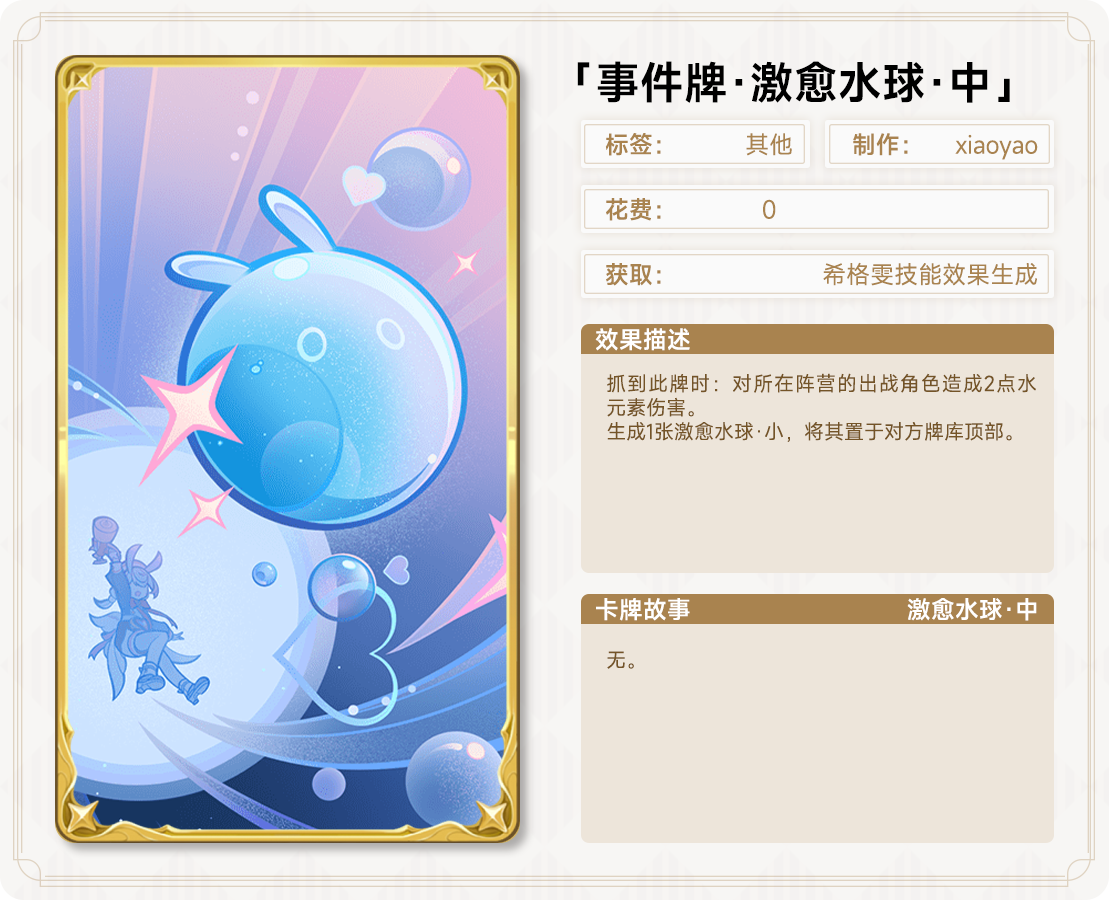 「事件牌·激愈水球·中」
标签： 其他 制作： xiaoyao
花费： 0
获取： 希格雯技能效果生成
效果描述
抓到此牌时：对所在阵营的出战角色造成2点水
元素伤害。
生成1张激愈水球·小，将其置于对方牌库顶部。
卡牌故事 激愈水球·中
无。